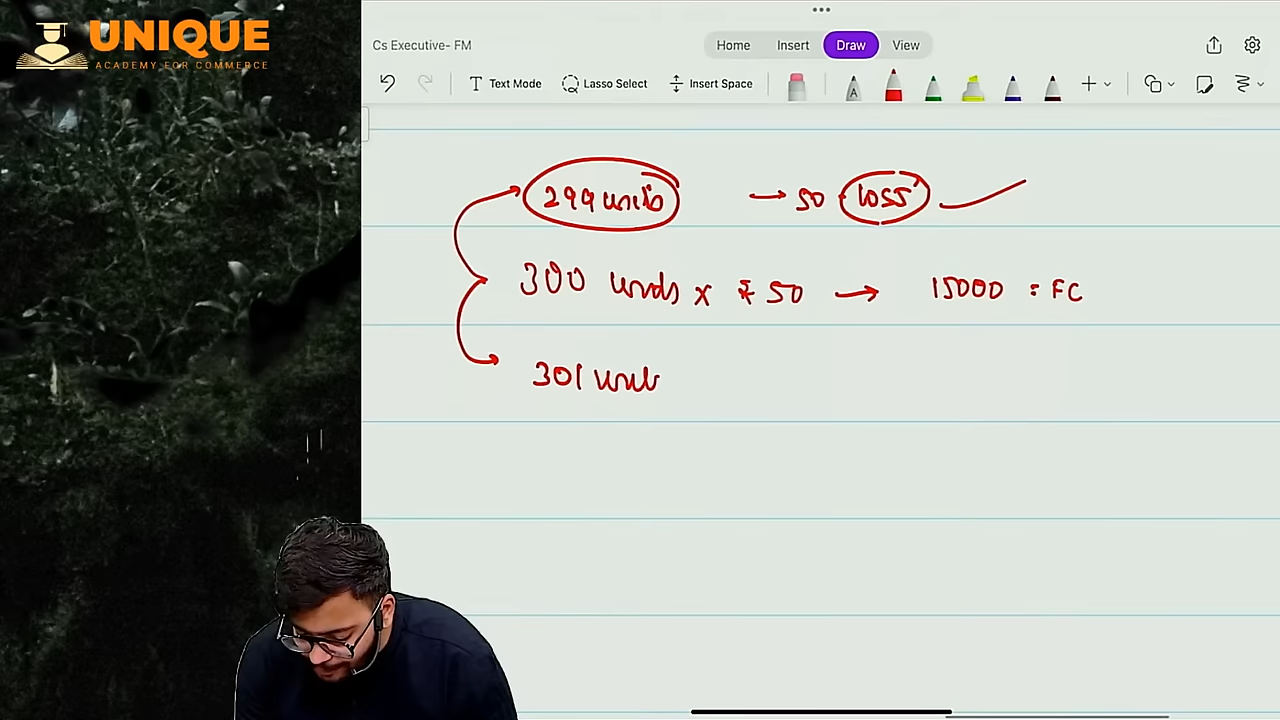 UNIQUE
ACADEMY FOR COMMERCE
Cs Executive- FM
Home Insert Draw View
Text Mode Lasso Select Insert Space
299 units → 50 loss
300 units x ₹ 50 → 15000 = FC
301 units